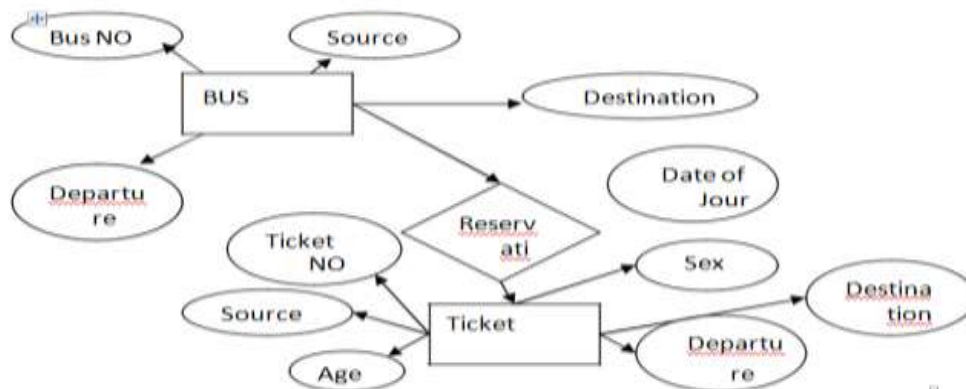 Bus NO
Source
BUS
Destination
Departu
re
Date of
Jour
Reserv
ati
Ticket
NO
Sex
Destina
tion
Source
Ticket
Departu
re
Age